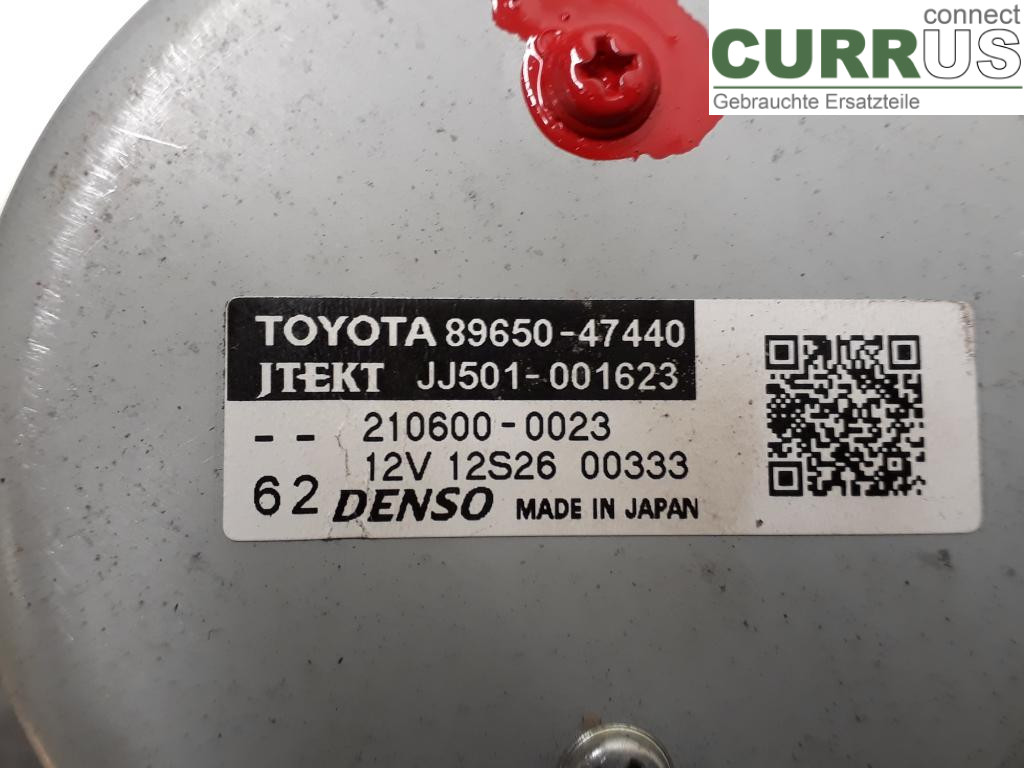 connect
CURRUS
Gebrauchte Ersatzteile
TOYOTA 89650-47440
JTEKT JJ501-001623
-- 210600-0023
12V 12S26 00333
62 DENSO MADE IN JAPAN